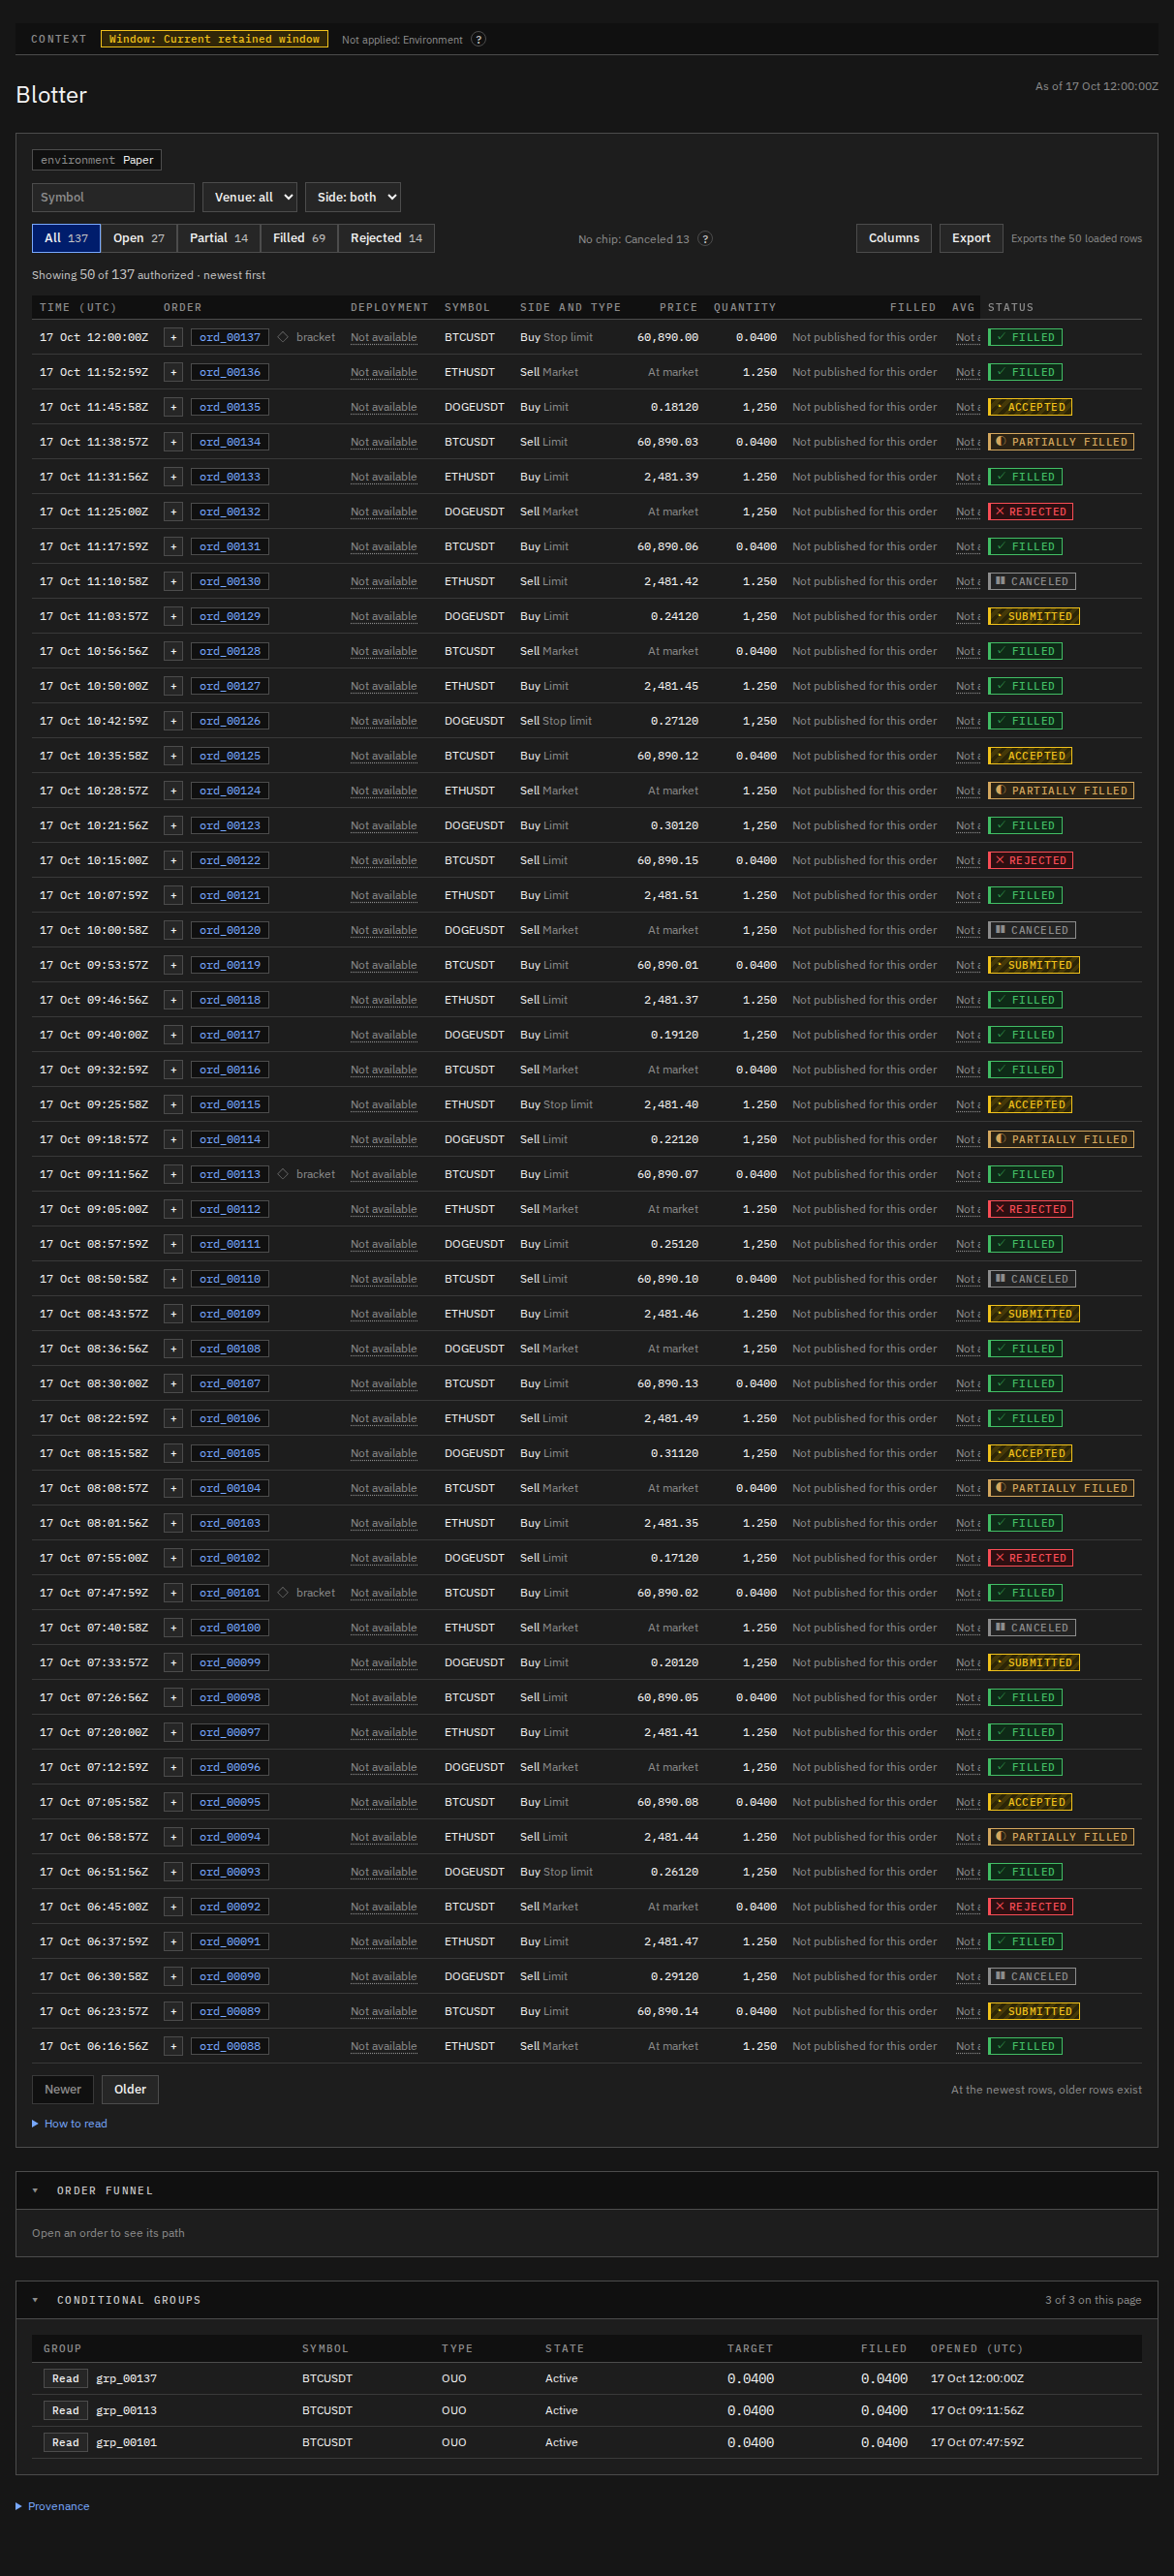 CONTEXT Window: Current retained window Not applied: Environment ?
Blotter As of 17 Oct 12:00:00Z
environment Paper
Symbol Venue: all Side: both
All 137 Open 27 Partial 14 Filled 69 Rejected 14 No chip: Canceled 13 ? Columns Export Exports the 50 loaded rows
Showing 50 of 137 authorized · newest first
TIME (UTC) ORDER DEPLOYMENT SYMBOL SIDE AND TYPE PRICE QUANTITY FILLED AVG STATUS
17 Oct 12:00:00Z + ord_00137 ◇ bracket Not available BTCUSDT Buy Stop limit 60,890.00 0.0400 Not published for this order Not a ✓ FILLED
17 Oct 11:52:59Z + ord_00136 Not available ETHUSDT Sell Market At market 1.250 Not published for this order Not a ✓ FILLED
17 Oct 11:45:58Z + ord_00135 Not available DOGEUSDT Buy Limit 0.18120 1,250 Not published for this order Not a ACCEPTED
17 Oct 11:38:57Z + ord_00134 Not available BTCUSDT Sell Limit 60,890.03 0.0400 Not published for this order Not a PARTIALLY FILLED
17 Oct 11:31:56Z + ord_00133 Not available ETHUSDT Buy Limit 2,481.39 1.250 Not published for this order Not a ✓ FILLED
17 Oct 11:25:00Z + ord_00132 Not available DOGEUSDT Sell Market At market 1,250 Not published for this order Not a ✕ REJECTED
17 Oct 11:17:59Z + ord_00131 Not available BTCUSDT Buy Limit 60,890.06 0.0400 Not published for this order Not a ✓ FILLED
17 Oct 11:10:58Z + ord_00130 Not available ETHUSDT Sell Limit 2,481.42 1.250 Not published for this order Not a CANCELED
17 Oct 11:03:57Z + ord_00129 Not available DOGEUSDT Buy Limit 0.24120 1,250 Not published for this order Not a SUBMITTED
17 Oct 10:56:56Z + ord_00128 Not available BTCUSDT Sell Market At market 0.0400 Not published for this order Not a ✓ FILLED
17 Oct 10:50:00Z + ord_00127 Not available ETHUSDT Buy Limit 2,481.45 1.250 Not published for this order Not a ✓ FILLED
17 Oct 10:42:59Z + ord_00126 Not available DOGEUSDT Sell Stop limit 0.27120 1,250 Not published for this order Not a ✓ FILLED
17 Oct 10:35:58Z + ord_00125 Not available BTCUSDT Buy Limit 60,890.12 0.0400 Not published for this order Not a ACCEPTED
17 Oct 10:28:57Z + ord_00124 Not available ETHUSDT Sell Market At market 1.250 Not published for this order Not a PARTIALLY FILLED
17 Oct 10:21:56Z + ord_00123 Not available DOGEUSDT Buy Limit 0.30120 1,250 Not published for this order Not a ✓ FILLED
17 Oct 10:15:00Z + ord_00122 Not available BTCUSDT Sell Limit 60,890.15 0.0400 Not published for this order Not a ✕ REJECTED
17 Oct 10:07:59Z + ord_00121 Not available ETHUSDT Buy Limit 2,481.51 1.250 Not published for this order Not a ✓ FILLED
17 Oct 10:00:58Z + ord_00120 Not available DOGEUSDT Sell Market At market 1,250 Not published for this order Not a CANCELED
17 Oct 09:53:57Z + ord_00119 Not available BTCUSDT Buy Limit 60,890.01 0.0400 Not published for this order Not a SUBMITTED
17 Oct 09:46:56Z + ord_00118 Not available ETHUSDT Sell Limit 2,481.37 1.250 Not published for this order Not a ✓ FILLED
17 Oct 09:40:00Z + ord_00117 Not available DOGEUSDT Buy Limit 0.19120 1,250 Not published for this order Not a ✓ FILLED
17 Oct 09:32:59Z + ord_00116 Not available BTCUSDT Sell Market At market 0.0400 Not published for this order Not a ✓ FILLED
17 Oct 09:25:58Z + ord_00115 Not available ETHUSDT Buy Stop limit 2,481.40 1.250 Not published for this order Not a ACCEPTED
17 Oct 09:18:57Z + ord_00114 Not available DOGEUSDT Sell Limit 0.22120 1,250 Not published for this order Not a PARTIALLY FILLED
17 Oct 09:11:56Z + ord_00113 ◇ bracket Not available BTCUSDT Buy Limit 60,890.07 0.0400 Not published for this order Not a ✓ FILLED
17 Oct 09:05:00Z + ord_00112 Not available ETHUSDT Sell Market At market 1.250 Not published for this order Not a ✕ REJECTED
17 Oct 08:57:59Z + ord_00111 Not available DOGEUSDT Buy Limit 0.25120 1,250 Not published for this order Not a ✓ FILLED
17 Oct 08:50:58Z + ord_00110 Not available BTCUSDT Sell Limit 60,890.10 0.0400 Not published for this order Not a CANCELED
17 Oct 08:43:57Z + ord_00109 Not available ETHUSDT Buy Limit 2,481.46 1.250 Not published for this order Not a SUBMITTED
17 Oct 08:36:56Z + ord_00108 Not available DOGEUSDT Sell Market At market 1,250 Not published for this order Not a ✓ FILLED
17 Oct 08:30:00Z + ord_00107 Not available BTCUSDT Buy Limit 60,890.13 0.0400 Not published for this order Not a ✓ FILLED
17 Oct 08:22:59Z + ord_00106 Not available ETHUSDT Sell Limit 2,481.49 1.250 Not published for this order Not a ✓ FILLED
17 Oct 08:15:58Z + ord_00105 Not available DOGEUSDT Buy Limit 0.31120 1,250 Not published for this order Not a ACCEPTED
17 Oct 08:08:57Z + ord_00104 Not available BTCUSDT Sell Market At market 0.0400 Not published for this order Not a PARTIALLY FILLED
17 Oct 08:01:56Z + ord_00103 Not available ETHUSDT Buy Limit 2,481.35 1.250 Not published for this order Not a ✓ FILLED
17 Oct 07:55:00Z + ord_00102 Not available DOGEUSDT Sell Limit 0.17120 1,250 Not published for this order Not a ✕ REJECTED
17 Oct 07:47:59Z + ord_00101 ◇ bracket Not available BTCUSDT Buy Limit 60,890.02 0.0400 Not published for this order Not a ✓ FILLED
17 Oct 07:40:58Z + ord_00100 Not available ETHUSDT Sell Market At market 1.250 Not published for this order Not a CANCELED
17 Oct 07:33:57Z + ord_00099 Not available DOGEUSDT Buy Limit 0.20120 1,250 Not published for this order Not a SUBMITTED
17 Oct 07:26:56Z + ord_00098 Not available BTCUSDT Sell Limit 60,890.05 0.0400 Not published for this order Not a ✓ FILLED
17 Oct 07:20:00Z + ord_00097 Not available ETHUSDT Buy Limit 2,481.41 1.250 Not published for this order Not a ✓ FILLED
17 Oct 07:12:59Z + ord_00096 Not available DOGEUSDT Sell Market At market 1,250 Not published for this order Not a ✓ FILLED
17 Oct 07:05:58Z + ord_00095 Not available BTCUSDT Buy Limit 60,890.08 0.0400 Not published for this order Not a ACCEPTED
17 Oct 06:58:57Z + ord_00094 Not available ETHUSDT Sell Limit 2,481.44 1.250 Not published for this order Not a PARTIALLY FILLED
17 Oct 06:51:56Z + ord_00093 Not available DOGEUSDT Buy Stop limit 0.26120 1,250 Not published for this order Not a ✓ FILLED
17 Oct 06:45:00Z + ord_00092 Not available BTCUSDT Sell Market At market 0.0400 Not published for this order Not a ✕ REJECTED
17 Oct 06:37:59Z + ord_00091 Not available ETHUSDT Buy Limit 2,481.47 1.250 Not published for this order Not a ✓ FILLED
17 Oct 06:30:58Z + ord_00090 Not available DOGEUSDT Sell Limit 0.29120 1,250 Not published for this order Not a CANCELED
17 Oct 06:23:57Z + ord_00089 Not available BTCUSDT Buy Limit 60,890.14 0.0400 Not published for this order Not a SUBMITTED
17 Oct 06:16:56Z + ord_00088 Not available ETHUSDT Sell Market At market 1.250 Not published for this order Not a ✓ FILLED
Newer Older At the newest rows, older rows exist
How to read
ORDER FUNNEL
Open an order to see its path
CONDITIONAL GROUPS 3 of 3 on this page
GROUP SYMBOL TYPE STATE TARGET FILLED OPENED (UTC)
Read grp_00137 BTCUSDT OUO Active 0.0400 0.0400 17 Oct 12:00:00Z
Read grp_00113 BTCUSDT OUO Active 0.0400 0.0400 17 Oct 09:11:56Z
Read grp_00101 BTCUSDT OUO Active 0.0400 0.0400 17 Oct 07:47:59Z
Provenance